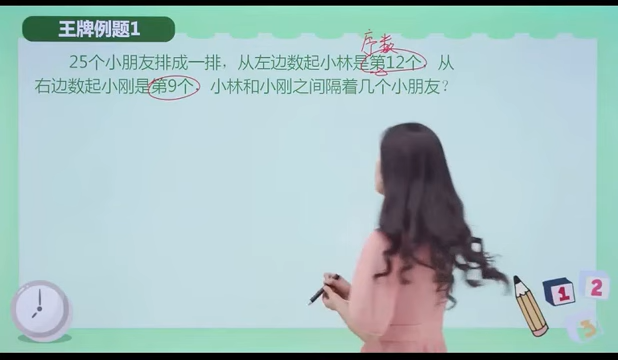 王牌例题1
序数
25个小朋友排成一排，从左边数起小林是第12个，从
右边数起小刚是第9个，小林和小刚之间隔着几个小朋友？
1
2
3